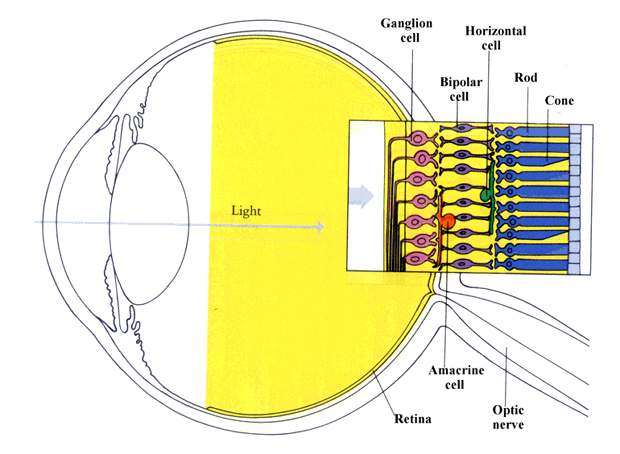 Ganglion
cell
Horizontal
cell
Bipolar
cell
Rod
Cone
Light
Amacrine
cell
Retina
Optic
nerve